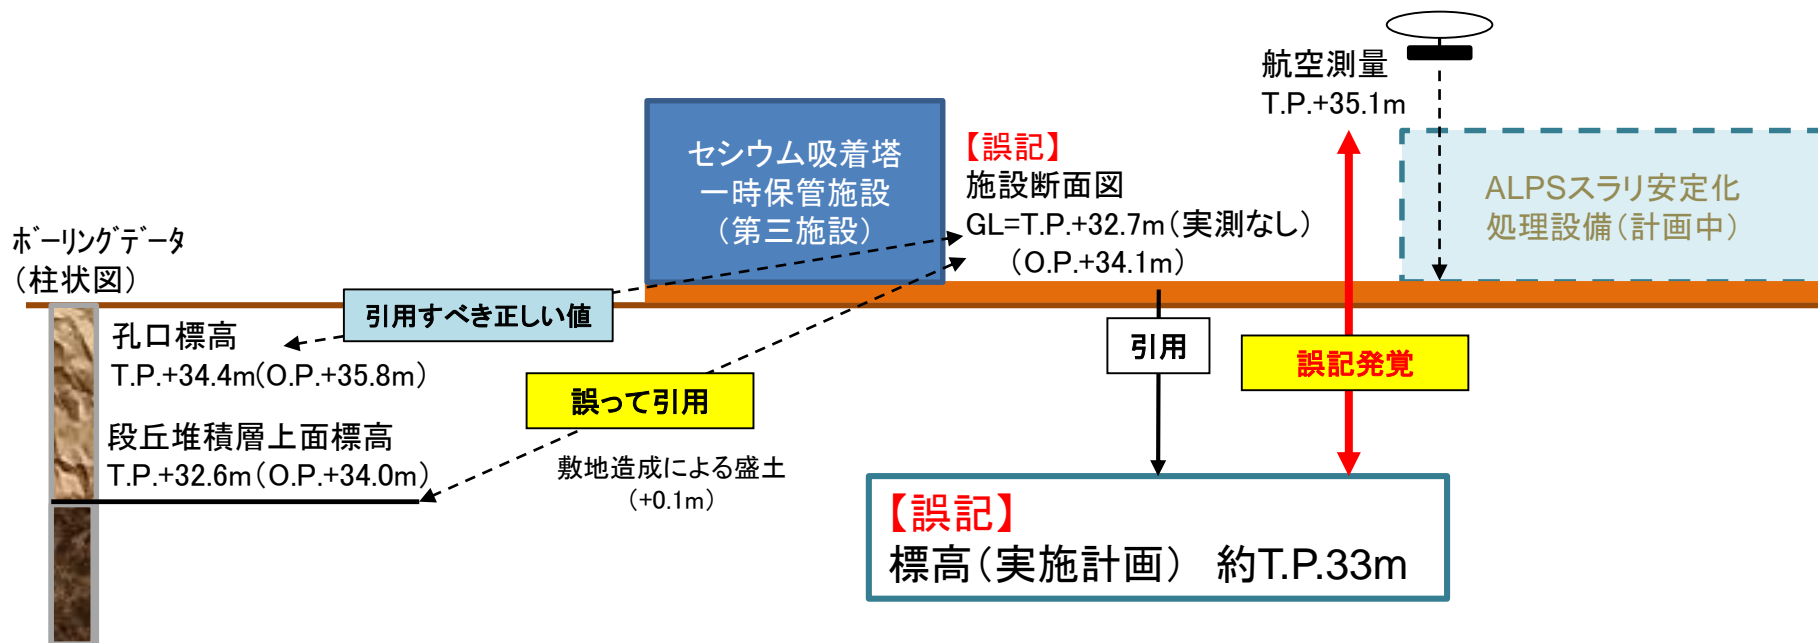 航空測量
T.P.+35.1m
セシウム吸着塔
一時保管施設
（第三施設）
【誤記】
施設断面図
GL=T.P.+32.7m（実測なし）
（O.P.+34.1m）
ALPSスラリ安定化
処理設備（計画中）
ﾎﾞｰﾘﾝｸﾞﾃﾞｰﾀ
（柱状図）
引用すべき正しい値
孔口標高
T.P.+34.4m(O.P.+35.8m)
引用
誤記発覚
誤って引用
段丘堆積層上面標高
T.P.+32.6m(O.P.+34.0m)
敷地造成による盛土
(+0.1m)
【誤記】
標高（実施計画）　約T.P.33m